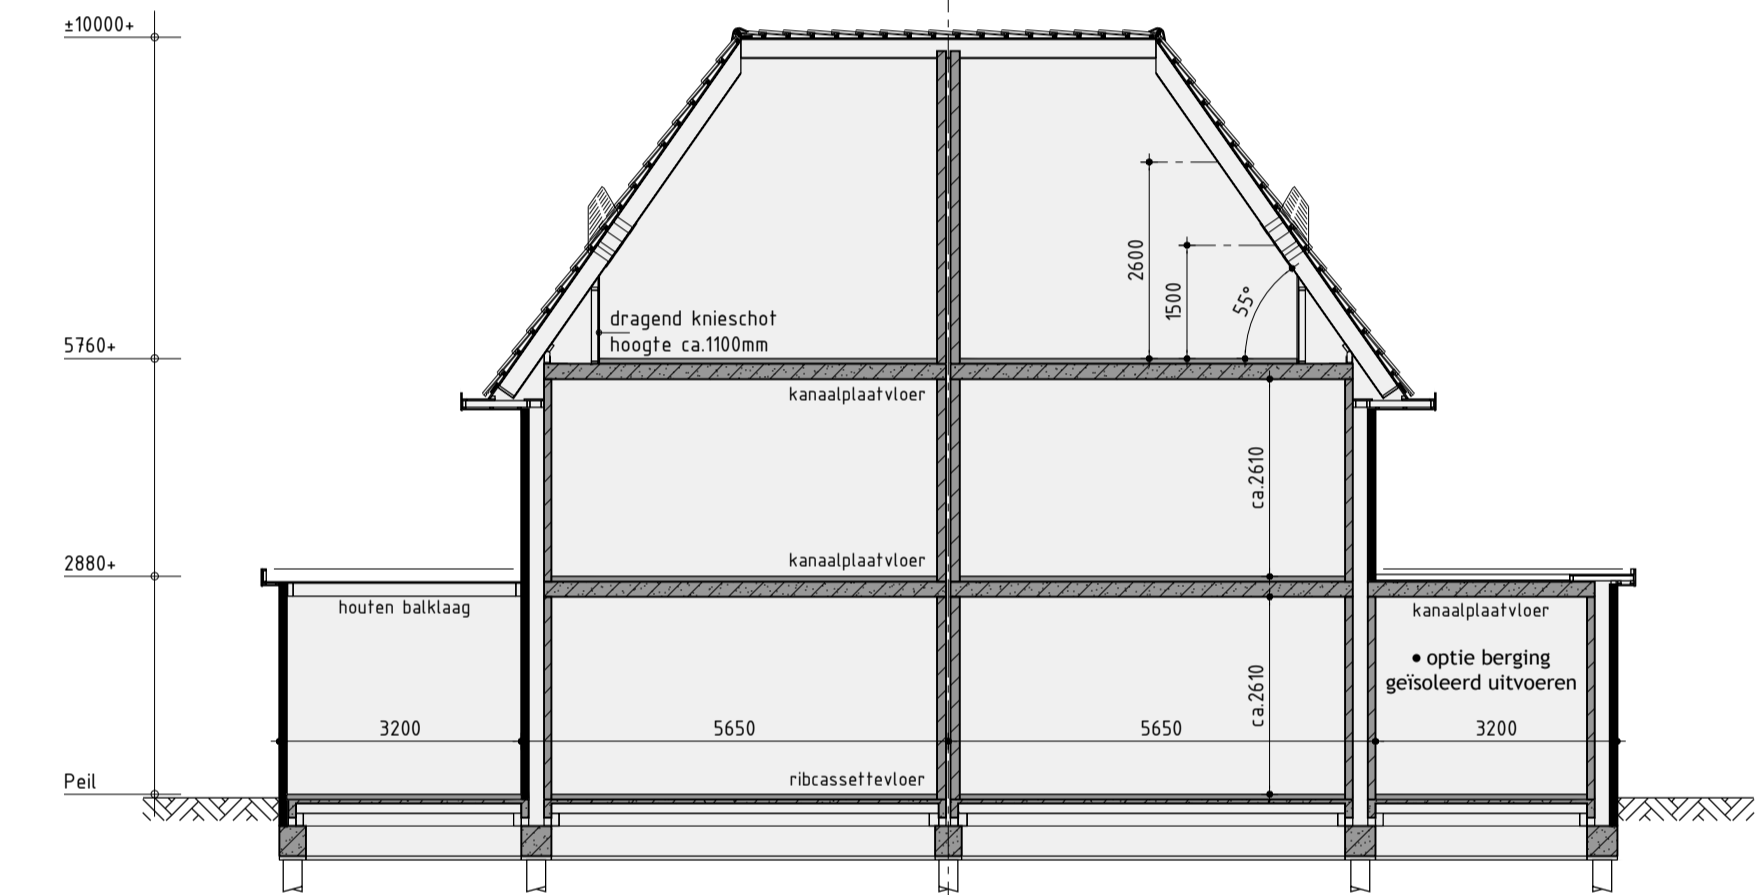 ±10000+
2600
1500
55°
dragend knieschot
hoogte ca.1100mm
5760+
kanaalplaatvloer
ca.2610
kanaalplaatvloer
2880+
houten balklaag
kanaalplaatvloer
• optie berging
geïsoleerd uitvoeren
ca.2610
3200
5650
5650
3200
Peil
ribcassettevloer